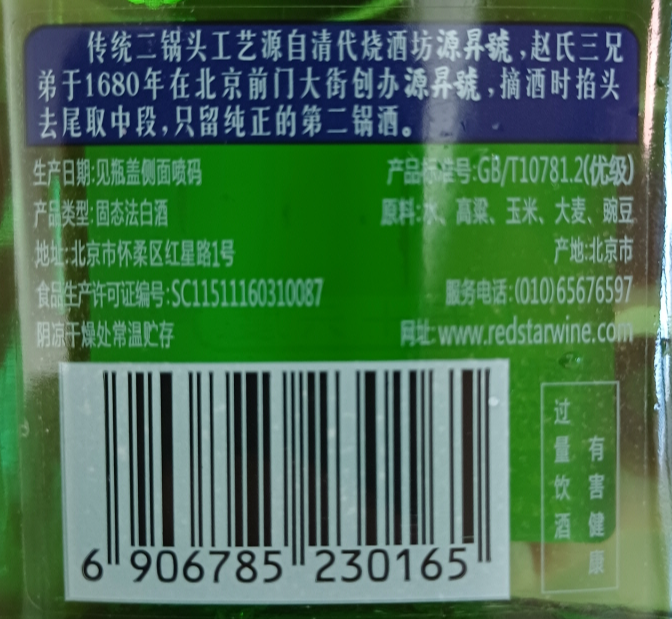 传统二锅头工艺源自清代烧酒坊源昇號,赵氏三兄
弟于1680年在北京前门大街创办源昇號,摘酒时掐头
去尾取中段,只留纯正的第二锅酒。
生产日期:见瓶盖侧面喷码 产品标准号:GB/T10781.2(优级)
产品类型:固态法白酒 原料:水、高粱、玉米、大麦、豌豆
地址:北京市怀柔区红星路1号 产地:北京市
食品生产许可证编号:SC11511160310087 服务电话:(010)65676597
阴凉干燥处常温贮存 网址:www.redstarwine.com
过量饮酒
有害健康
6 906785 230165